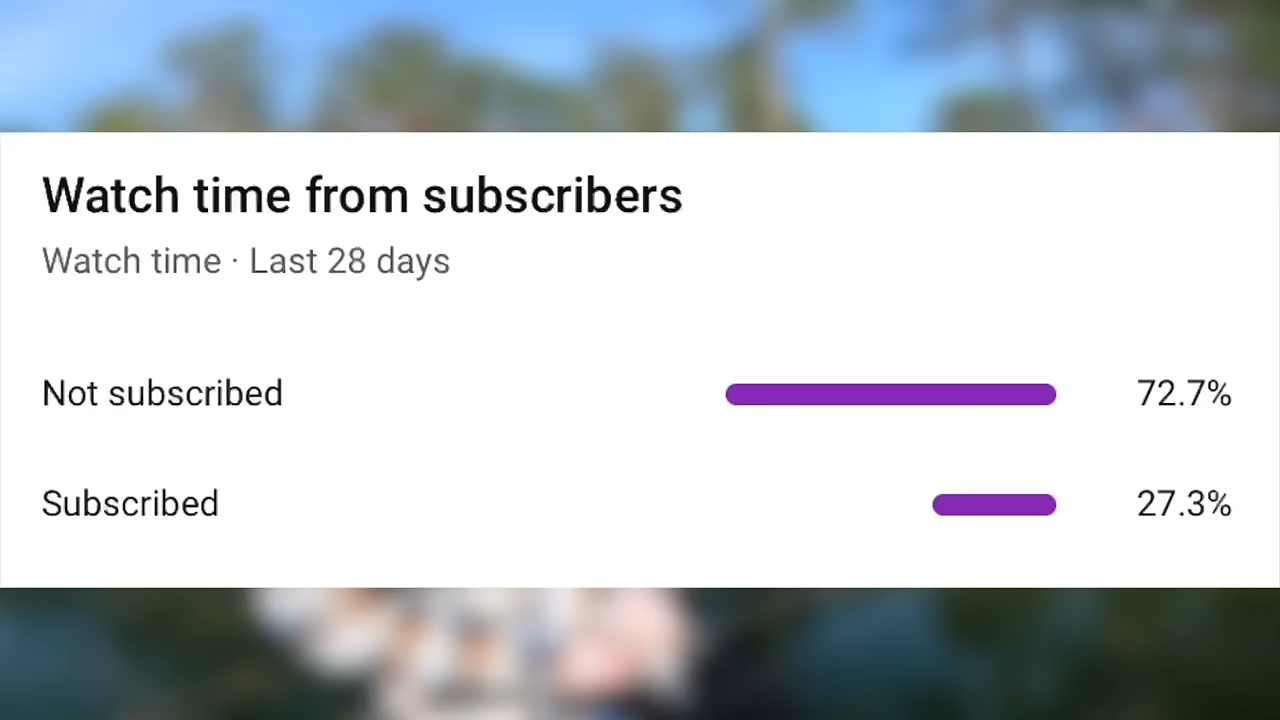 Watch time from subscribers
Watch time · Last 28 days
Not subscribed 72.7%
Subscribed 27.3%